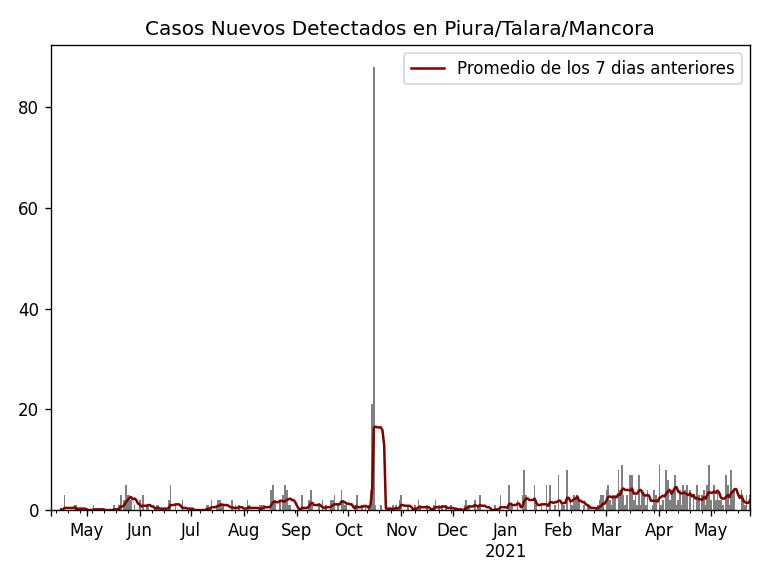 Casos Nuevos Detectados en Piura/Talara/Mancora
Promedio de los 7 dias anteriores
80
60
40
20
0
May Jun Jul Aug Sep Oct Nov Dec Jan Feb Mar Apr May
2021